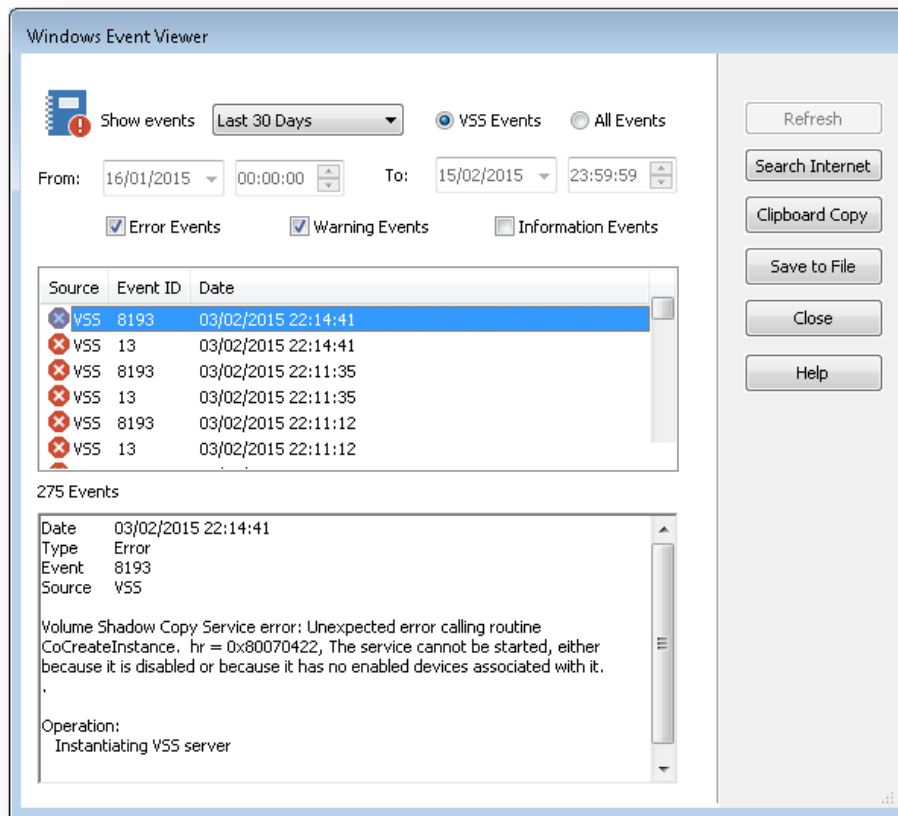 Windows Event Viewer
Show events Last 30 Days VSS Events All Events Refresh
From: 16/01/2015 00:00:00 To: 15/02/2015 23:59:59 Search Internet
Error Events Warning Events Information Events Clipboard Copy
Save to File
Source Event ID Date
VSS 8193 03/02/2015 22:14:41 Close
VSS 13 03/02/2015 22:14:41
VSS 8193 03/02/2015 22:11:35 Help
VSS 13 03/02/2015 22:11:35
VSS 8193 03/02/2015 22:11:12
VSS 13 03/02/2015 22:11:12
275 Events
Date 03/02/2015 22:14:41
Type Error
Event 8193
Source VSS
Volume Shadow Copy Service error: Unexpected error calling routine
CoCreateInstance. hr = 0x80070422, The service cannot be started, either
because it is disabled or because it has no enabled devices associated with it.
.
Operation:
Instantiating VSS server